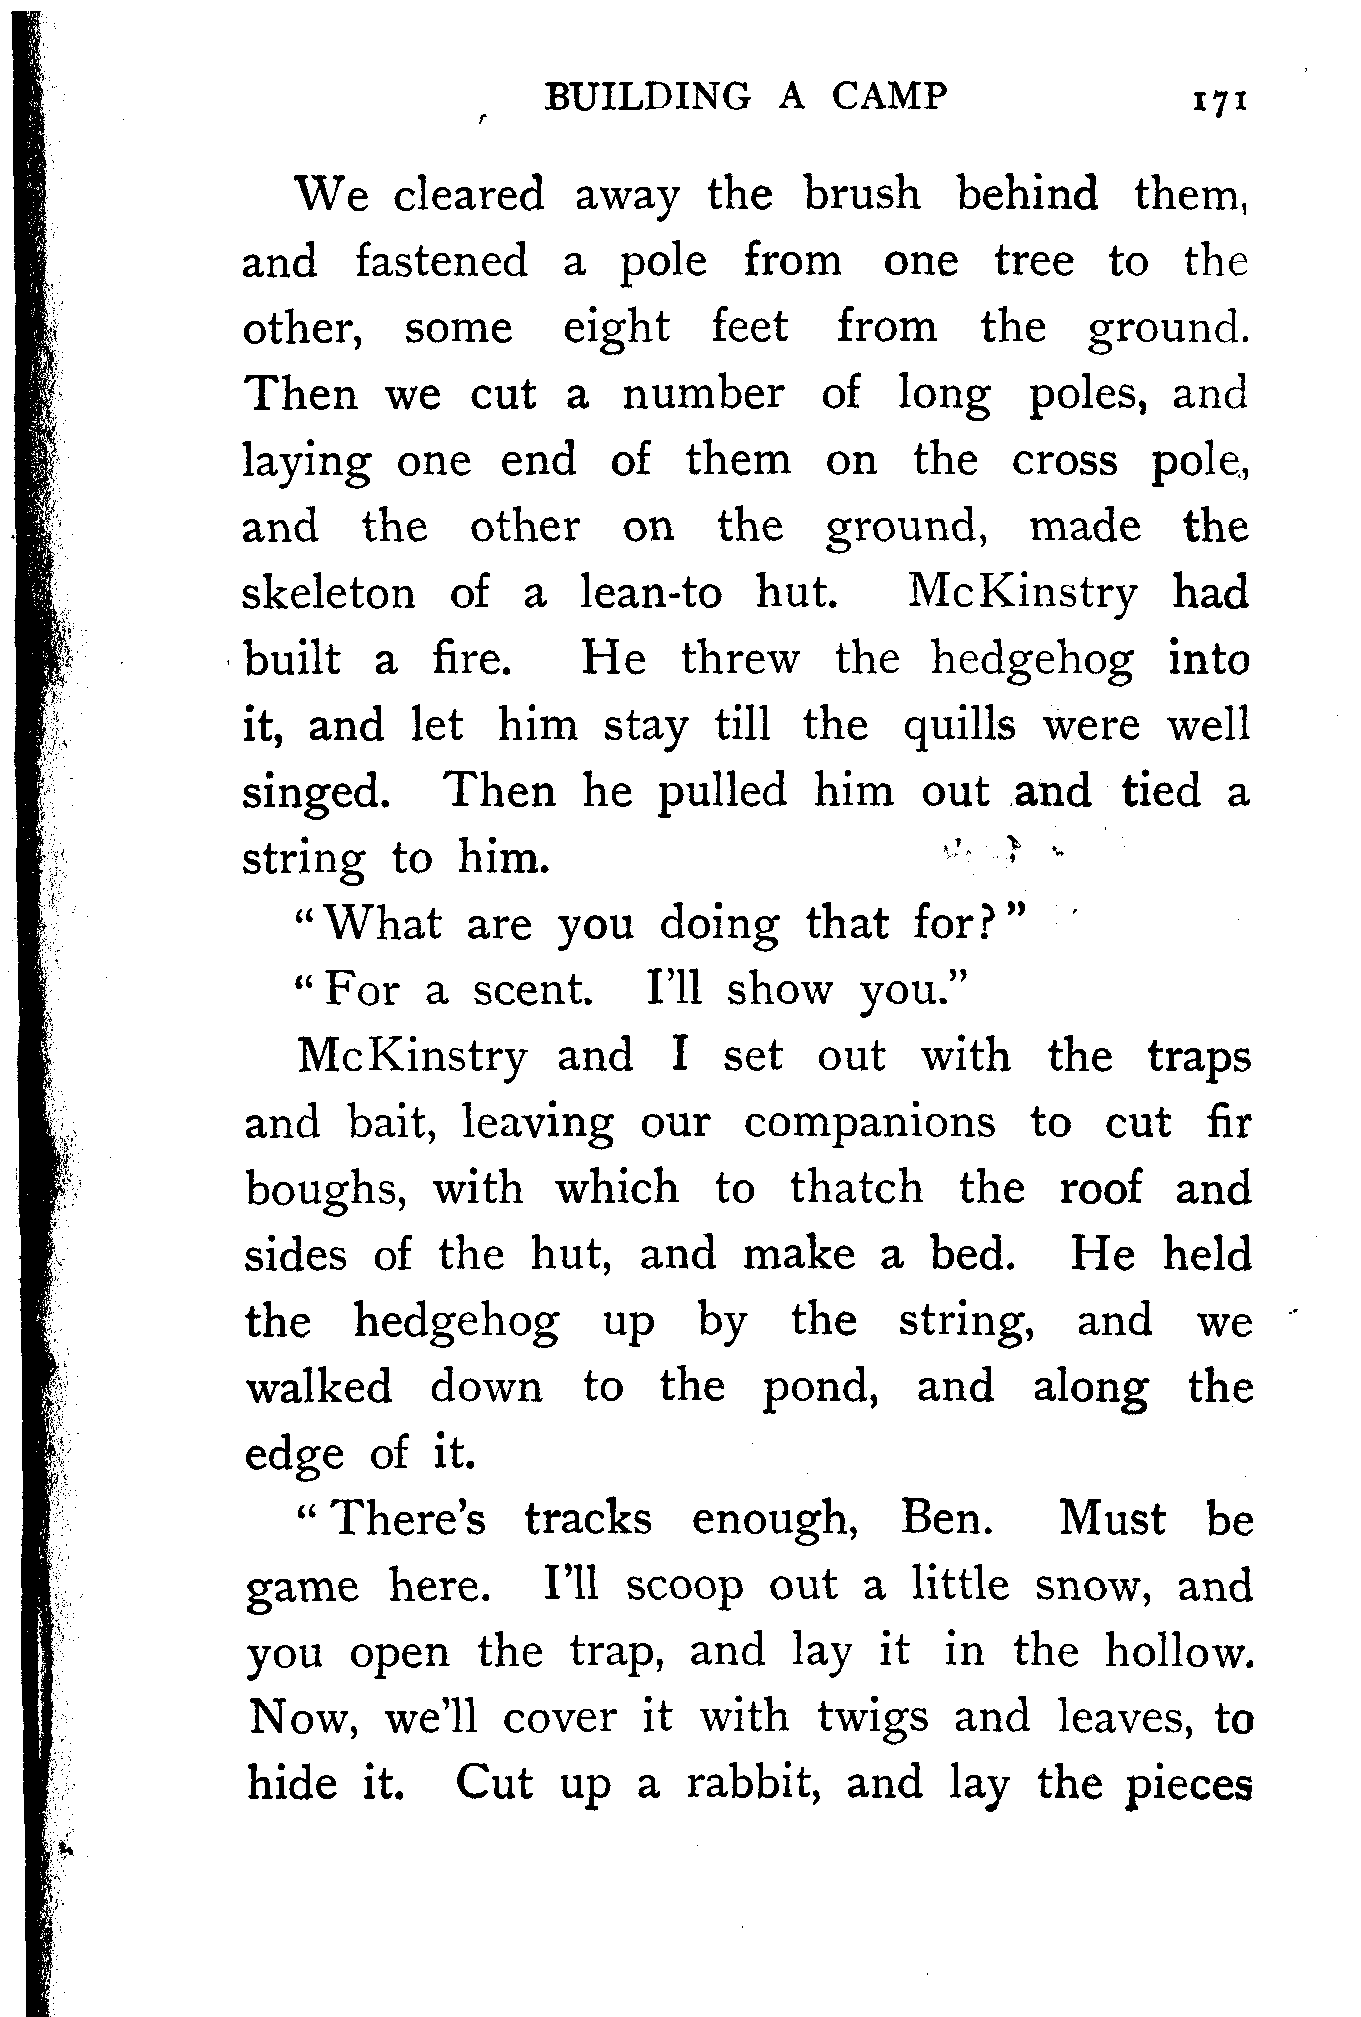 BUILDING A CAMP 171
We cleared away the brush behind them,
and fastened a pole from one tree to the
other, some eight feet from the ground.
Then we cut a number of long poles, and
laying one end of them on the cross pole,
and the other on the ground, made the
skeleton of a lean-to hut. McKinstry had
built a fire. He threw the hedgehog into
it, and let him stay till the quills were well
singed. Then he pulled him out and tied a
string to him.
"What are you doing that for?"
"For a scent. I'll show you."
McKinstry and I set out with the traps
and bait, leaving our companions to cut fir
boughs, with which to thatch the roof and
sides of the hut, and make a bed. He held
the hedgehog up by the string, and we
walked down to the pond, and along the
edge of it.
"There's tracks enough, Ben. Must be
game here. I'll scoop out a little snow, and
you open the trap, and lay it in the hollow.
Now, we'll cover it with twigs and leaves, to
hide it. Cut up a rabbit, and lay the pieces